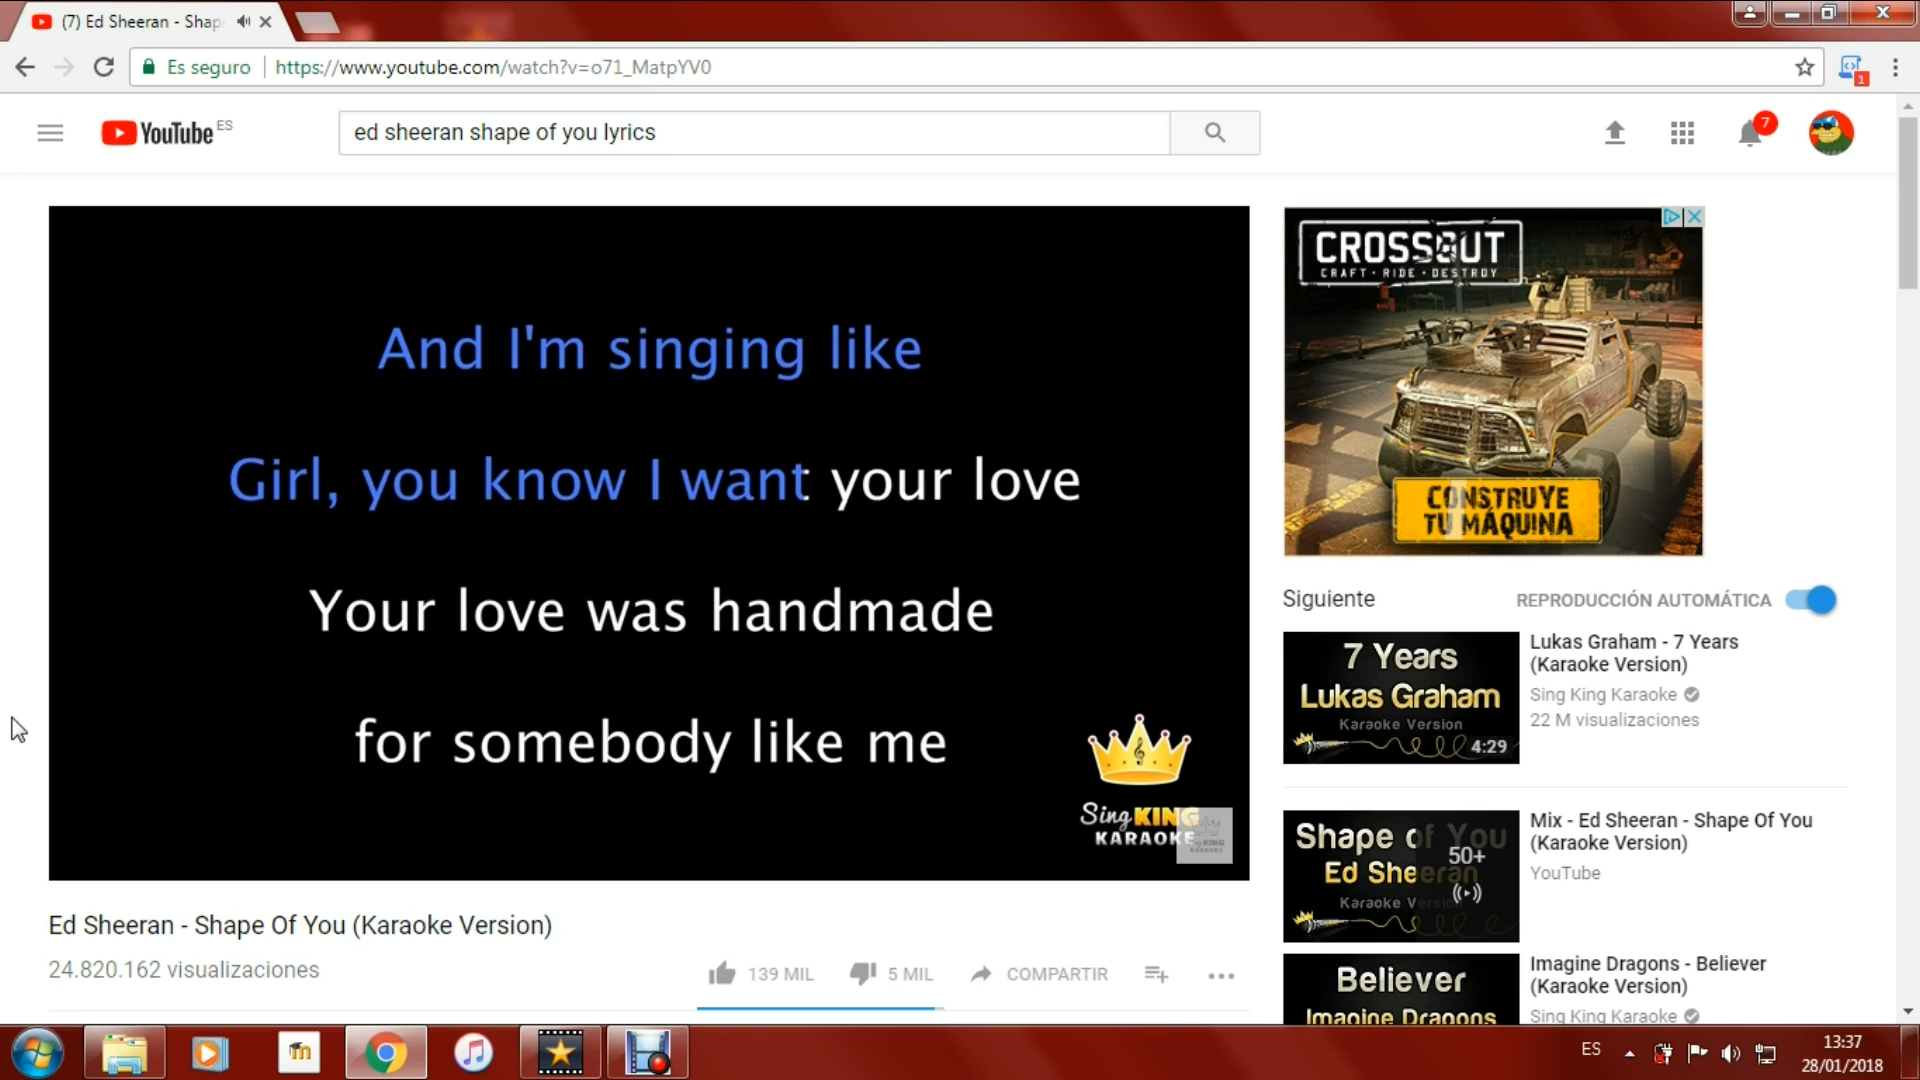 (7) Ed Sheeran - Shap
Es seguro
https://www.youtube.com/watch?v=o71_MatpYV0
1
YouTube ES
ed sheeran shape of you lyrics
7
And I'm singing like
Girl, you know I want your love
Your love was handmade
for somebody like me
Sing KING
KARAOKE
CROSSOUT
CRAFT • RIDE • DESTROY
CONSTRUYE
TU MÁQUINA
Siguiente
REPRODUCCIÓN AUTOMÁTICA
7 Years
Lukas Graham
Karaoke Version
4:29
Lukas Graham - 7 Years
(Karaoke Version)
Sing King Karaoke
22 M visualizaciones
Shape of You
Ed Sheeran
Karaoke Version
50+
Mix - Ed Sheeran - Shape Of You
(Karaoke Version)
YouTube
Believer
Imagine Dragons
Imagine Dragons - Believer
(Karaoke Version)
Sing King Karaoke
Ed Sheeran - Shape Of You (Karaoke Version)
24.820.162 visualizaciones
139 MIL
5 MIL
COMPARTIR
m
ES
13:37
28/01/2018